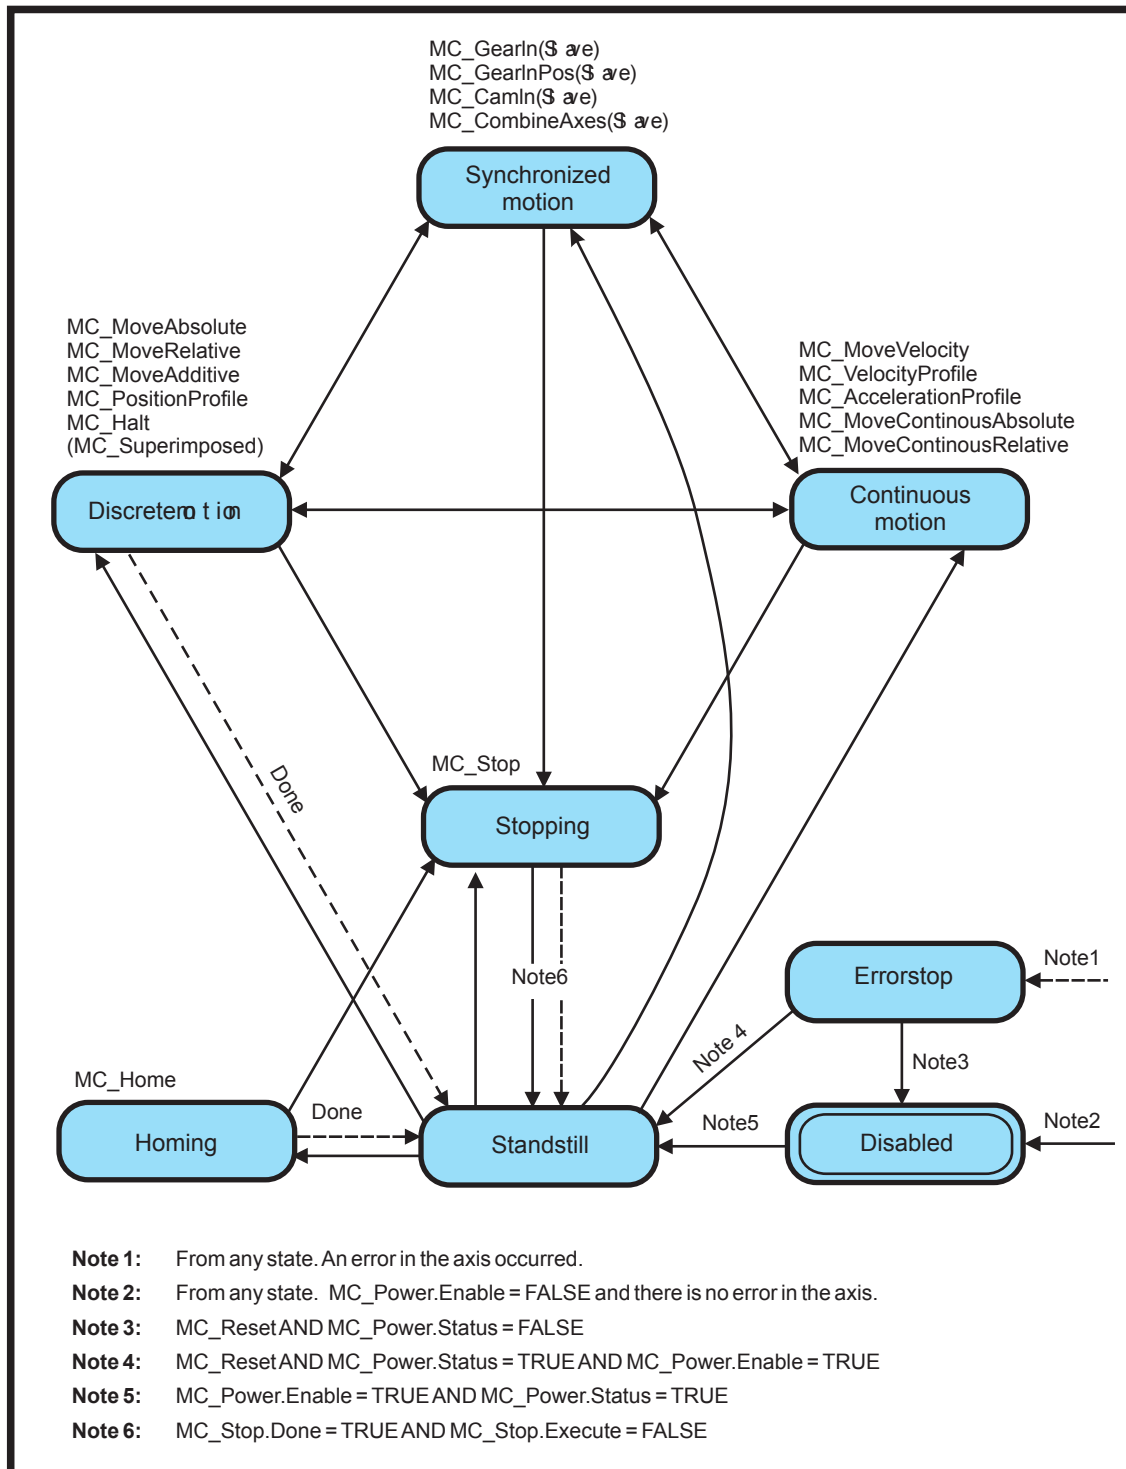 MC_GearIn(Slave)
MC_GearInPos(Slave)
MC_CamIn(Slave)
MC_CombineAxes(Slave)
Synchronized
motion
MC_MoveAbsolute
MC_MoveRelative
MC_MoveAdditive
MC_PositionProfile
MC_Halt
(MC_Superimposed)
MC_MoveVelocity
MC_VelocityProfile
MC_AccelerationProfile
MC_MoveContinousAbsolute
MC_MoveContinousRelative
Discrete motion
Continuous
motion
Done
MC_Stop
Stopping
Note6
Errorstop
Note1
Note 4
Note3
MC_Home
Homing
Done
Standstill
Note5
Disabled
Note2
Note 1: From any state. An error in the axis occurred.
Note 2: From any state. MC_Power.Enable = FALSE and there is no error in the axis.
Note 3: MC_Reset AND MC_Power.Status = FALSE
Note 4: MC_Reset AND MC_Power.Status = TRUE AND MC_Power.Enable = TRUE
Note 5: MC_Power.Enable = TRUE AND MC_Power.Status = TRUE
Note 6: MC_Stop.Done = TRUE AND MC_Stop.Execute = FALSE